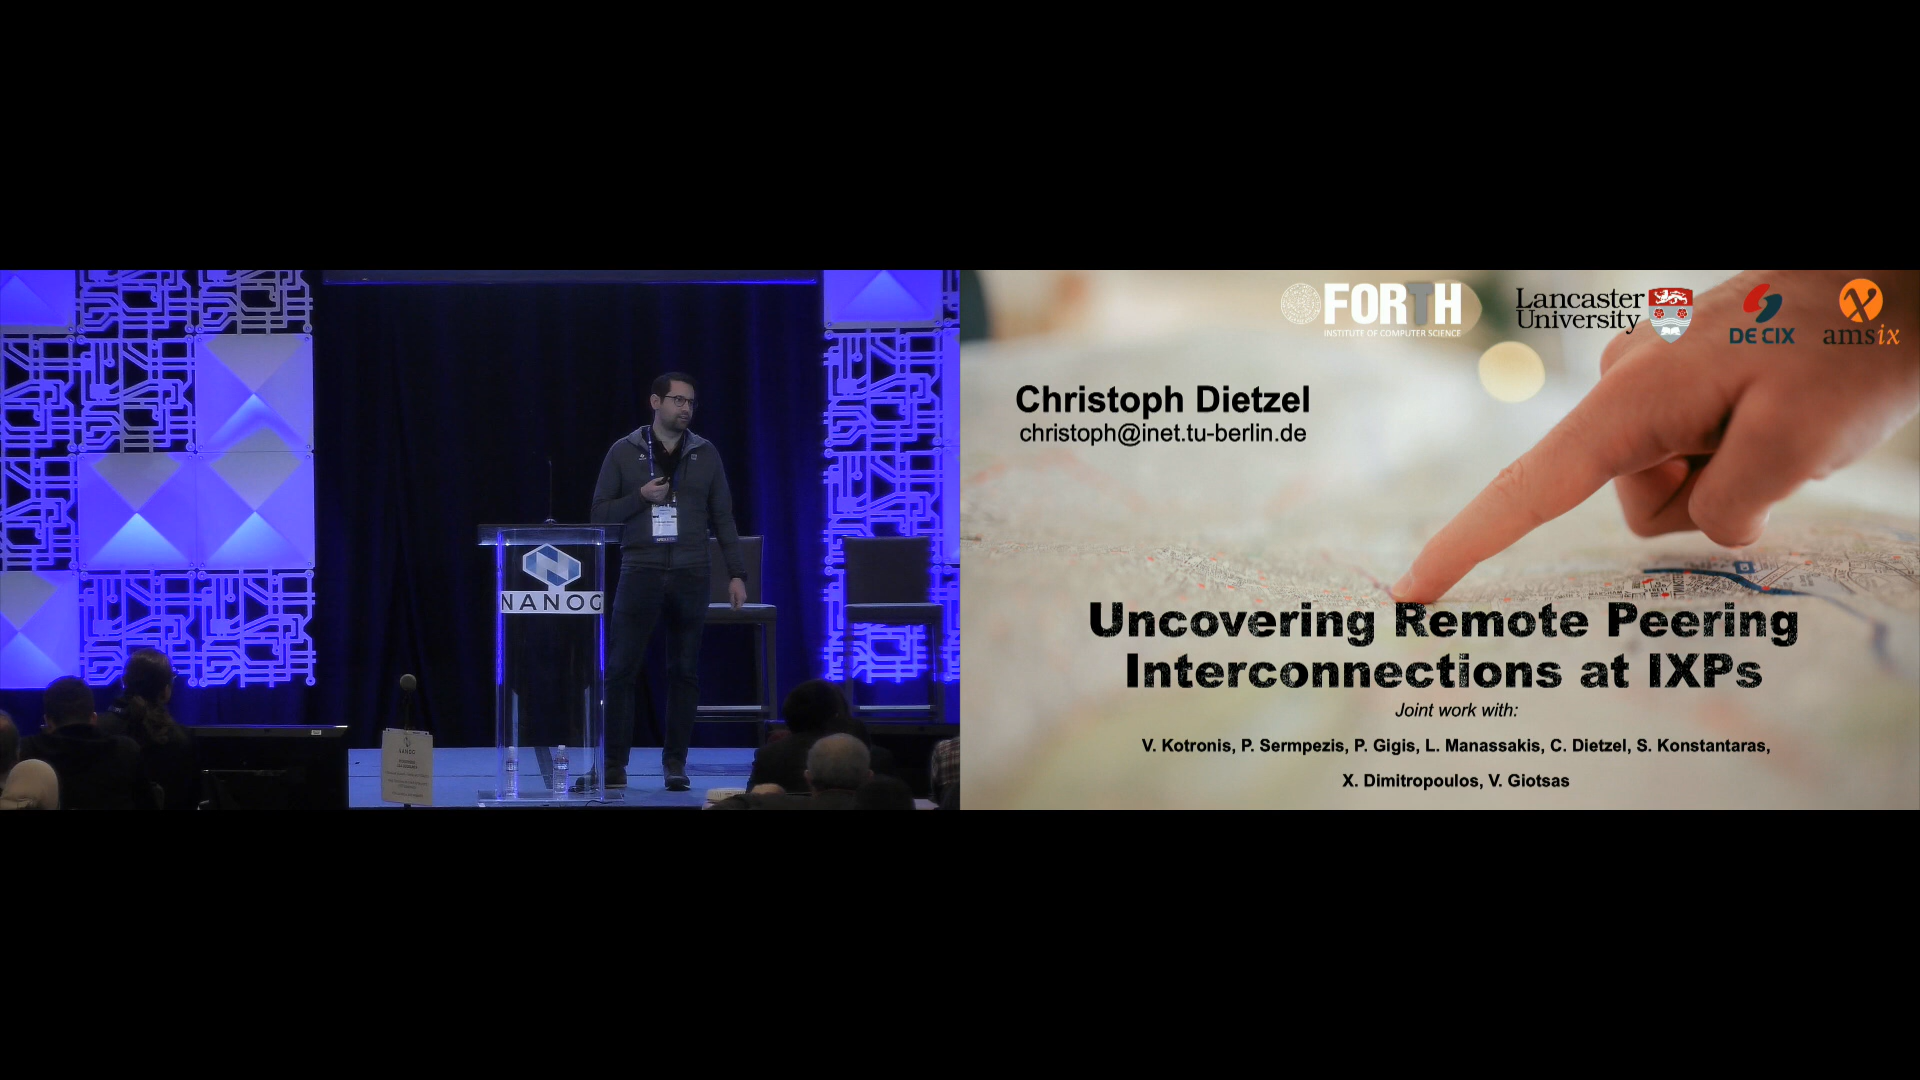 NANOG
NANOG
FORTH
INSTITUTE OF COMPUTER SCIENCE
Lancaster
University
DE CIX
amsix
Christoph Dietzel
christoph@inet.tu-berlin.de
Uncovering Remote Peering
Interconnections at IXPs
Joint work with:
V. Kotronis, P. Sermpezis, P. Gigis, L. Manassakis, C. Dietzel, S. Konstantaras,
X. Dimitropoulos, V. Giotsas